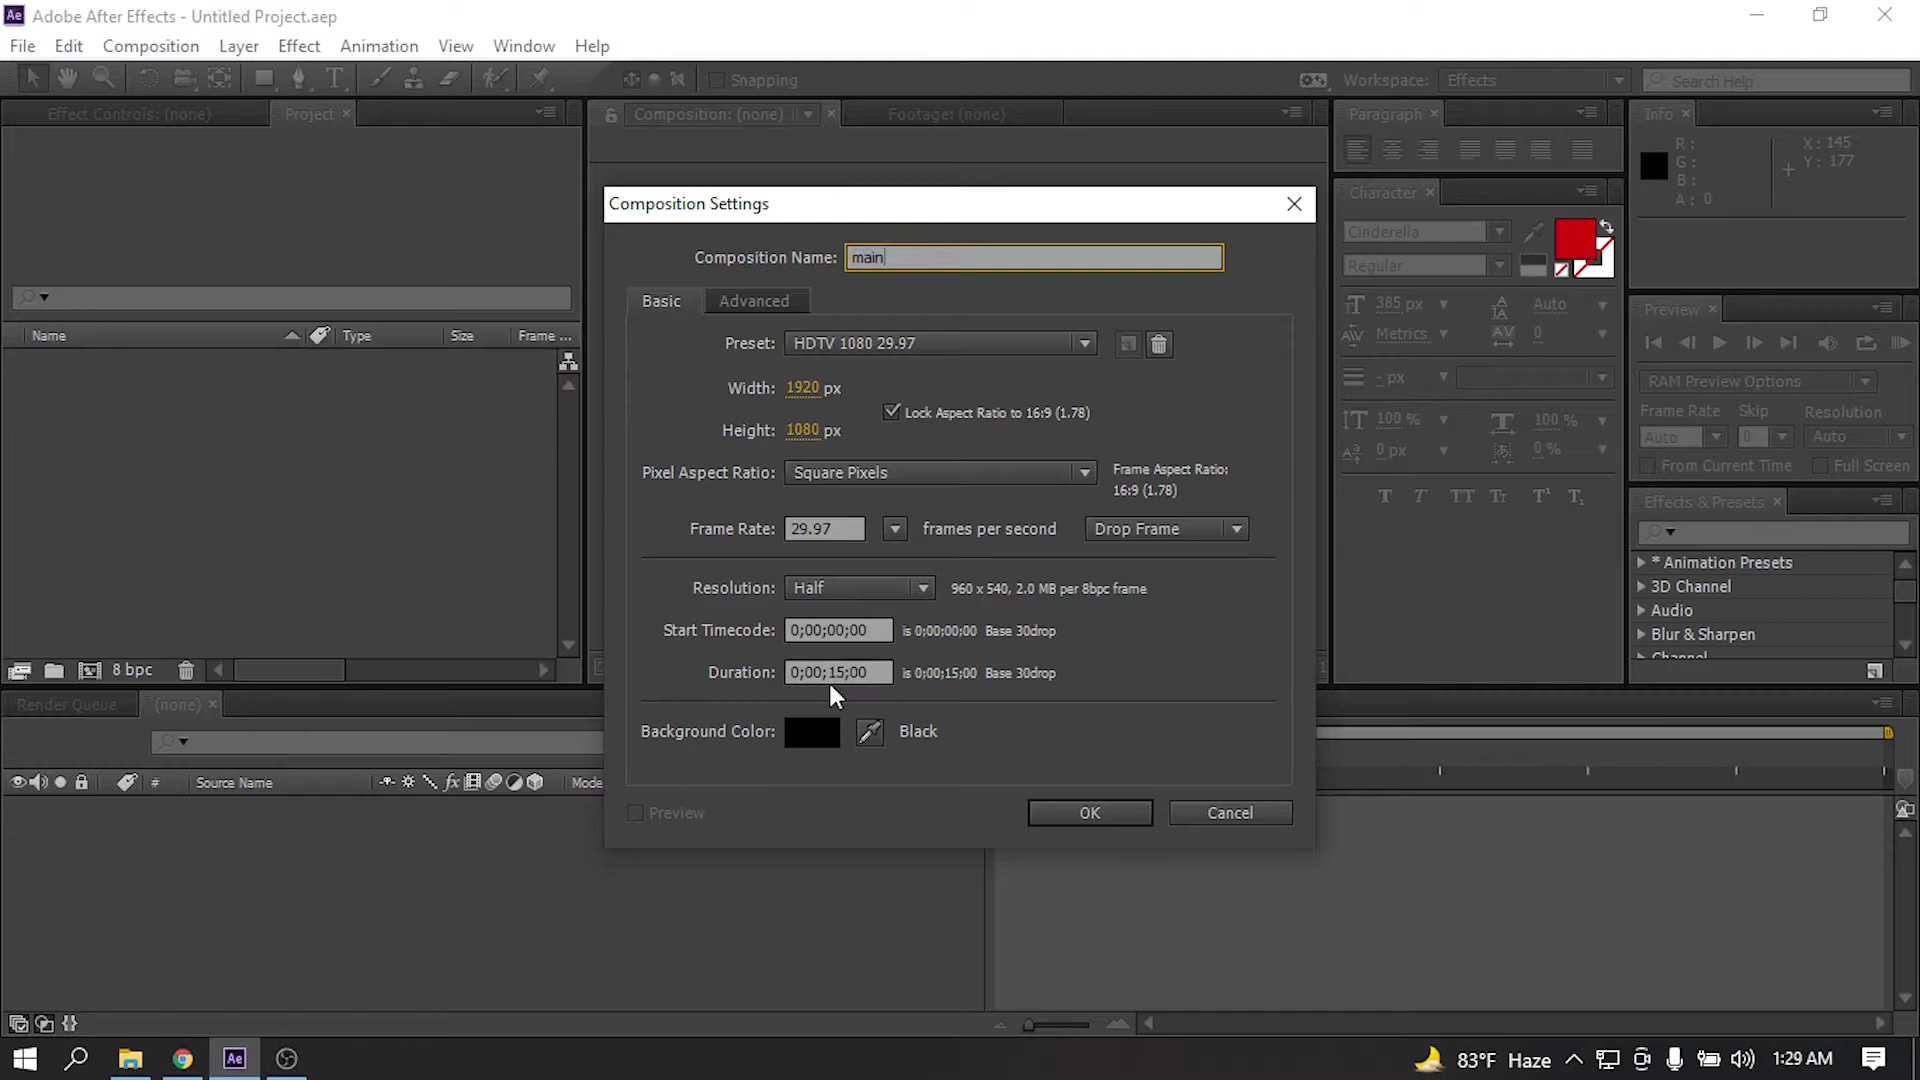 Ae Adobe After Effects - Untitled Project.aep
File Edit Composition Layer Effect Animation View Window Help
T Snapping Workspace: Effects Search Help
Effect Controls: (none) Project Composition: (none) Footage: (none) Paragraph Info
R: X: 145
G: Y: 177
B:
A: 0
Character
Cinderella
Regular
385 px Auto
Metrics 0
- px
100 % 100 %
0 px 0 %
T T TT Tt T¹ T₁
Preview
RAM Preview Options
Frame Rate Skip Resolution
Auto 0 Auto
From Current Time Full Screen
Effects & Presets
* Animation Presets
3D Channel
Audio
Blur & Sharpen
Channel
Name Type Size Frame ...
8 bpc
Composition Settings
Composition Name: main
Basic Advanced
Preset: HDTV 1080 29.97
Width: 1920 px
Lock Aspect Ratio to 16:9 (1.78)
Height: 1080 px
Pixel Aspect Ratio: Square Pixels Frame Aspect Ratio:
16:9 (1.78)
Frame Rate: 29.97 frames per second Drop Frame
Resolution: Half 960 x 540, 2.0 MB per 8bpc frame
Start Timecode: 0;00;00;00 is 0;00;00;00 Base 30drop
Duration: 0;00;15;00 is 0;00;15;00 Base 30drop
Background Color: Black
Preview OK Cancel
Render Queue (none)
# Source Name fx Mode
Ae 83°F Haze 1:29 AM